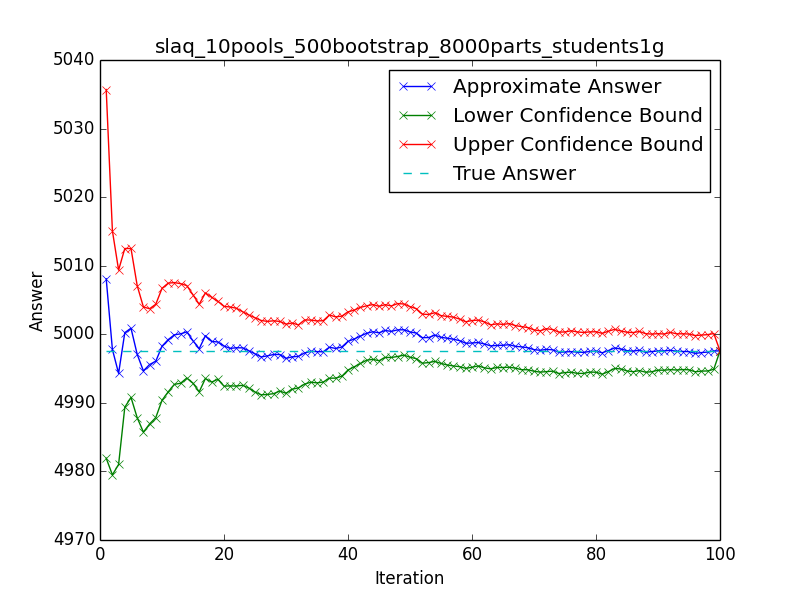 slaq_10pools_500bootstrap_8000parts_students1g
5040
5030
5020
5010
5000
4990
4980
4970
Answer
Approximate Answer
Lower Confidence Bound
Upper Confidence Bound
True Answer
0
20
40
60
80
100
Iteration